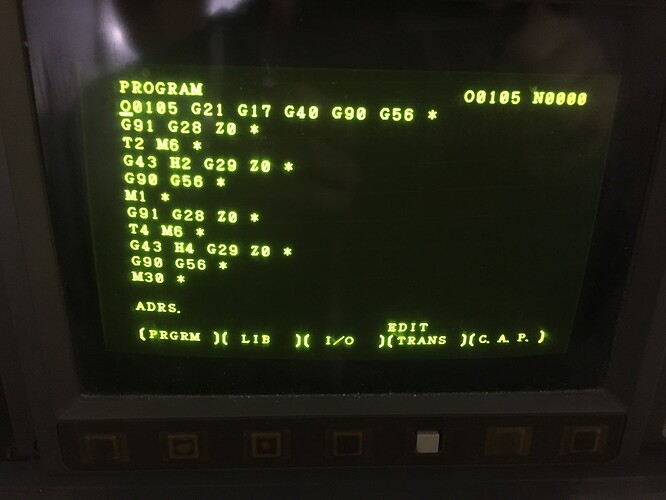 PROGRAM O0105 N0000
O0105 G21 G17 G40 G90 G56 *
G91 G28 Z0 *
T2 M6 *
G43 H2 G29 Z0 *
G90 G56 *
M1 *
G91 G28 Z0 *
T4 M6 *
G43 H4 G29 Z0 *
G90 G56 *
M30 *
ADRS.
EDIT
(PRGRM )( LIB )( I/O )(TRANS )(C. A. P. )